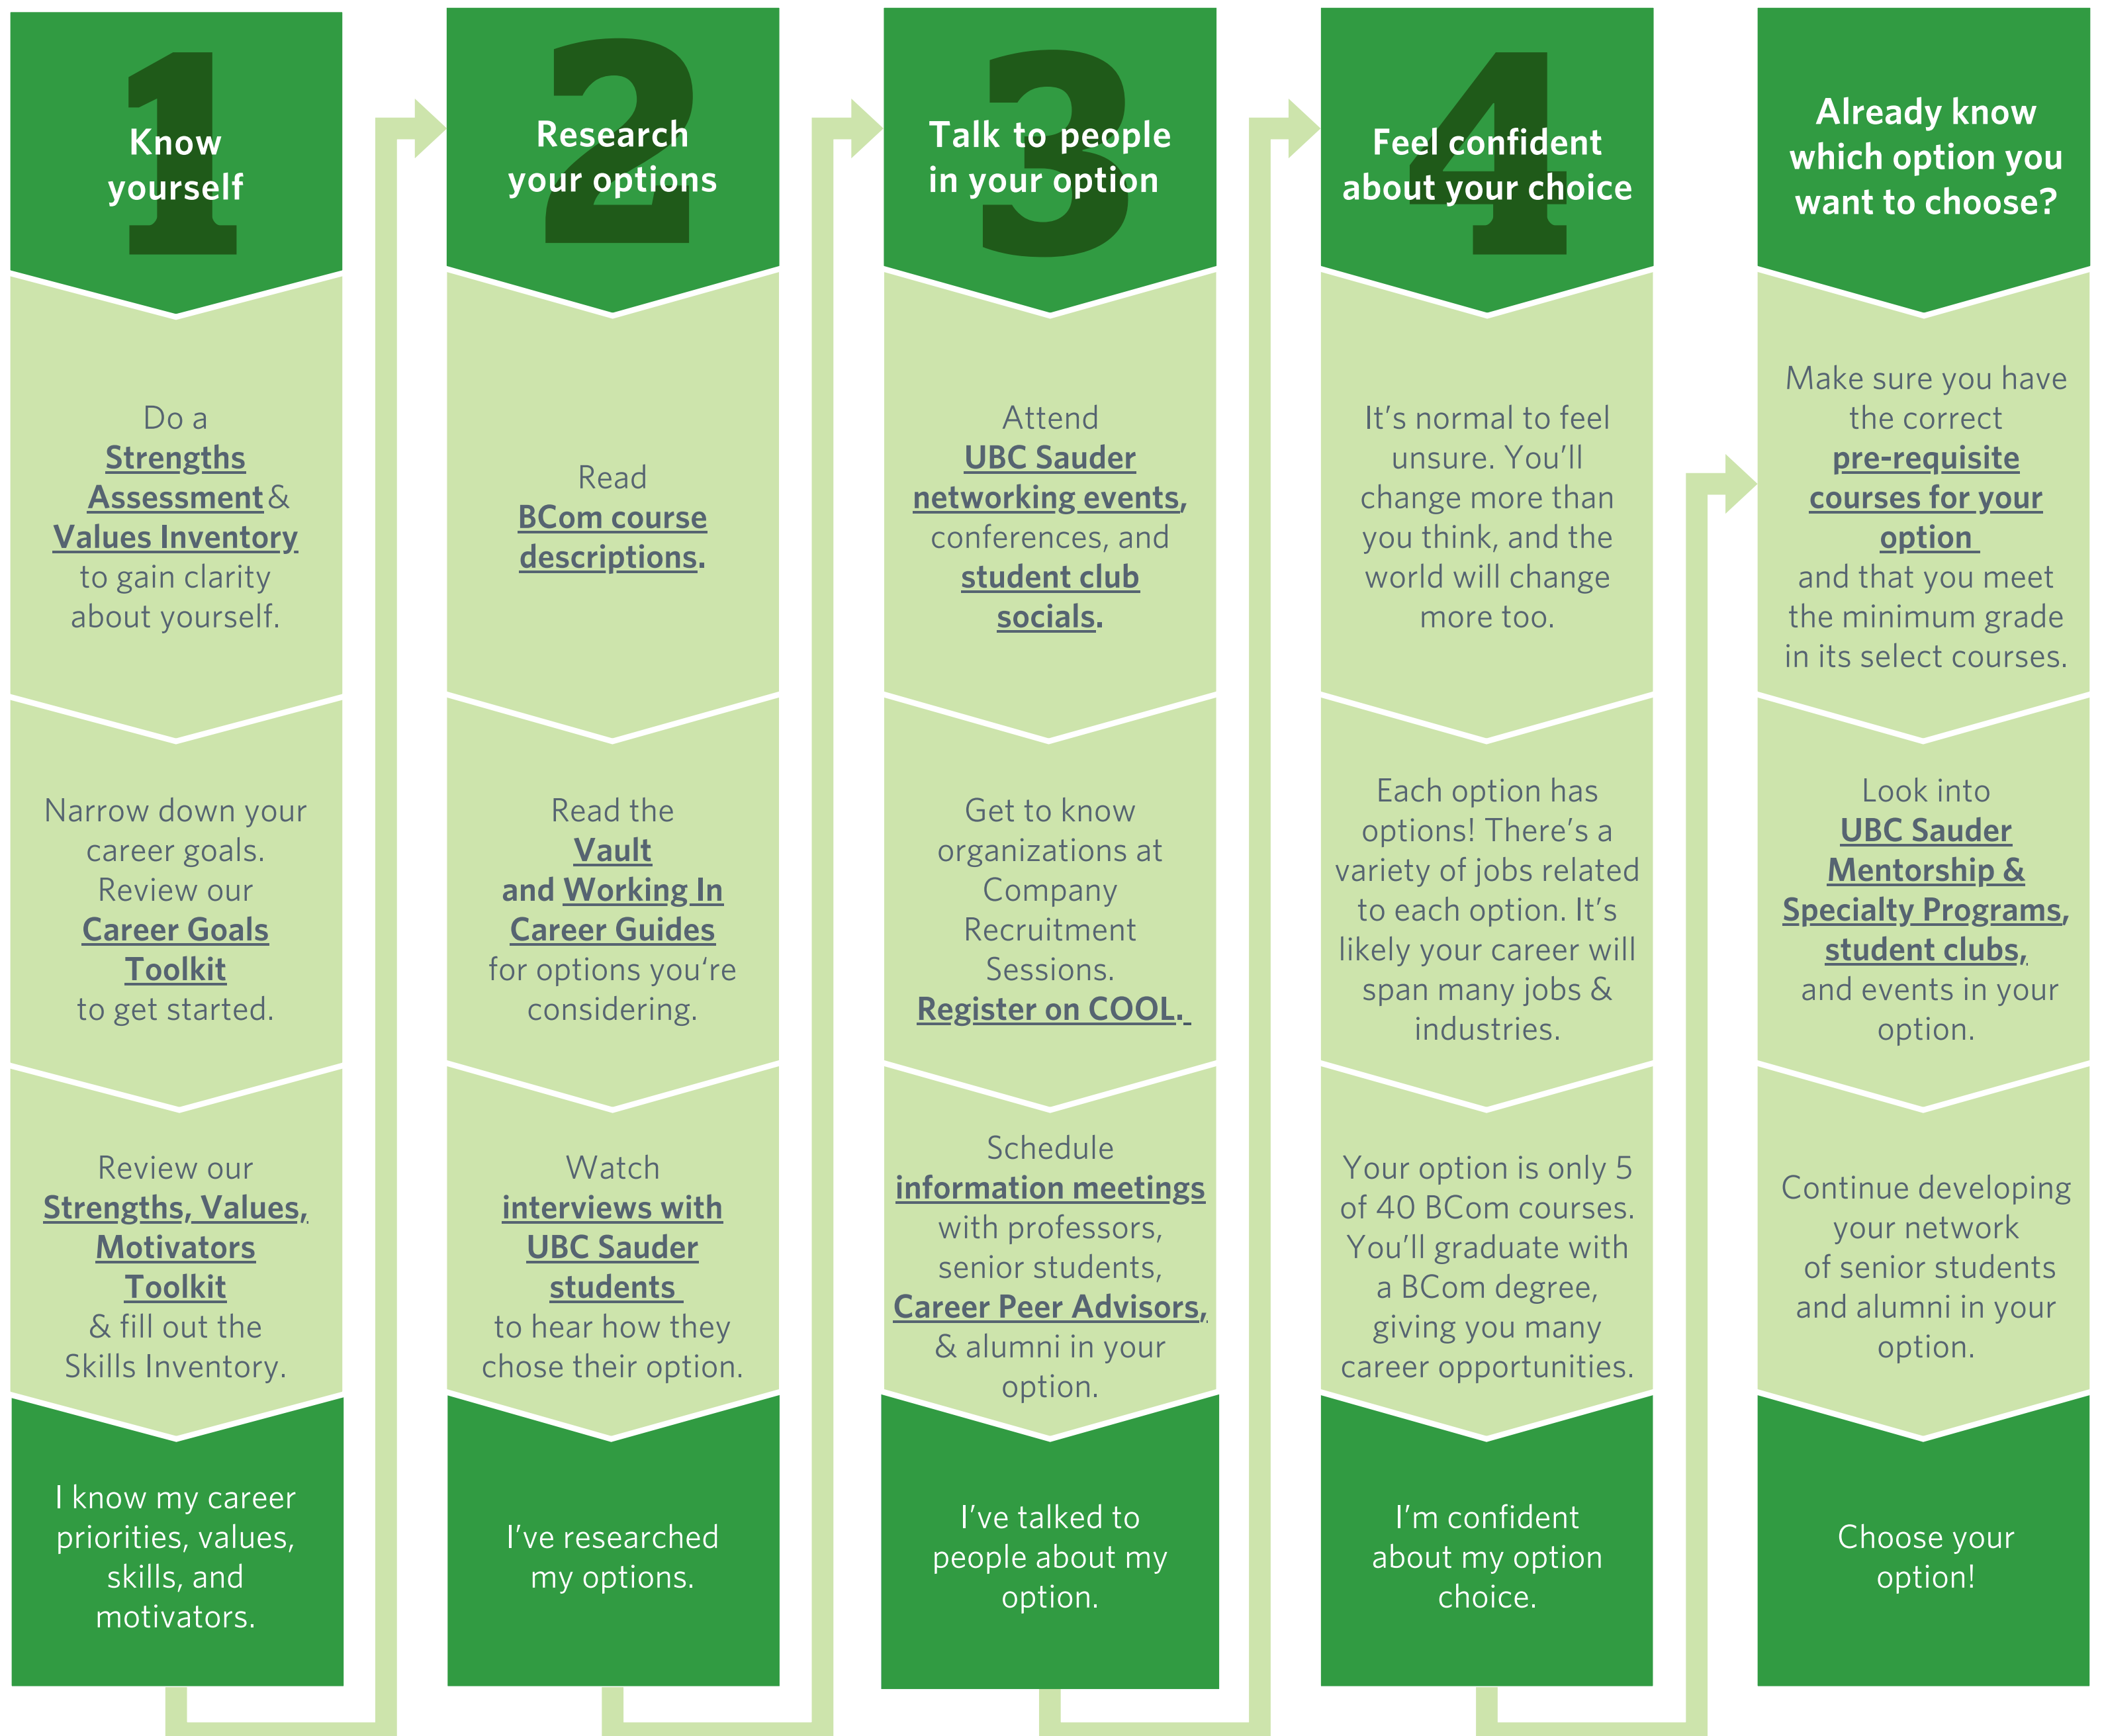 1
Know
yourself
Do a
Strengths
Assessment &
Values Inventory
to gain clarity
about yourself.
Narrow down your
career goals.
Review our
Career Goals
Toolkit
to get started.
Review our
Strengths, Values,
Motivators
Toolkit
& fill out the
Skills Inventory.
I know my career
priorities, values,
skills, and
motivators.
2
Research
your options
Read
BCom course
descriptions.
Read the
Vault
and Working In
Career Guides
for options you‘re
considering.
Watch
interviews with
UBC Sauder
students
to hear how they
chose their option.
I’ve researched
my options.
3
Talk to people
in your option
Attend
UBC Sauder
networking events,
conferences, and
student club
socials.
Get to know
organizations at
Company
Recruitment
Sessions.
Register on COOL.
Schedule
information meetings
with professors,
senior students,
Career Peer Advisors,
& alumni in your
option.
I’ve talked to
people about my
option.
4
Feel confident
about your choice
It’s normal to feel
unsure. You’ll
change more than
you think, and the
world will change
more too.
Each option has
options! There’s a
variety of jobs related
to each option. It’s
likely your career will
span many jobs &
industries.
Your option is only 5
of 40 BCom courses.
You’ll graduate with
a BCom degree,
giving you many
career opportunities.
I’m confident
about my option
choice.
Already know
which option you
want to choose?
Make sure you have
the correct
pre-requisite
courses for your
option
and that you meet
the minimum grade
in its select courses.
Look into
UBC Sauder
Mentorship &
Specialty Programs,
student clubs,
and events in your
option.
Continue developing
your network
of senior students
and alumni in your
option.
Choose your
option!